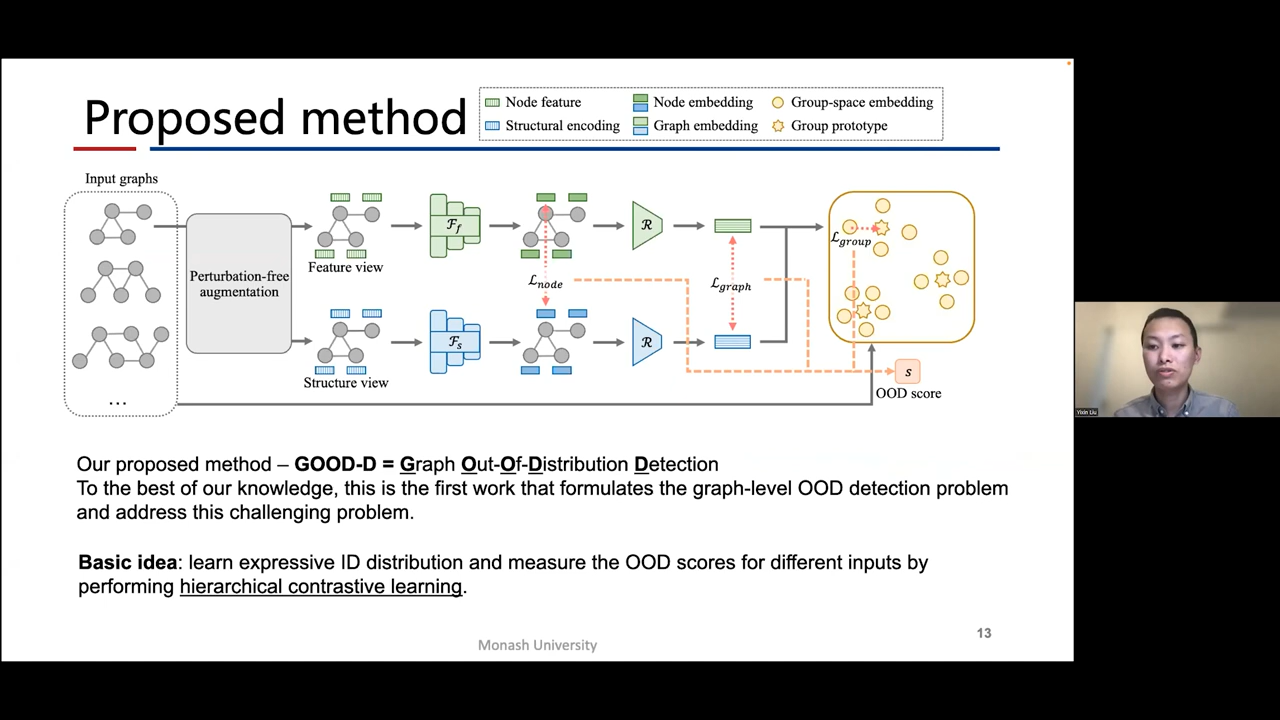 Proposed method
Node feature
Node embedding
Group-space embedding
Structural encoding
Graph embedding
Group prototype
Input graphs
Perturbation-free
augmentation
Feature view
Structure view
ℱ𝑓
ℱ𝑠
ℛ
ℛ
ℒ𝑛𝑜𝑑𝑒
ℒ𝑔𝑟𝑎𝑝ℎ
ℒ𝑔𝑟𝑜𝑢𝑝
s
OOD score
...
Our proposed method – GOOD-D = Graph Out-Of-Distribution Detection
To the best of our knowledge, this is the first work that formulates the graph-level OOD detection problem
and address this challenging problem.
Basic idea: learn expressive ID distribution and measure the OOD scores for different inputs by
performing hierarchical contrastive learning.
Monash University
13
Yixin Liu